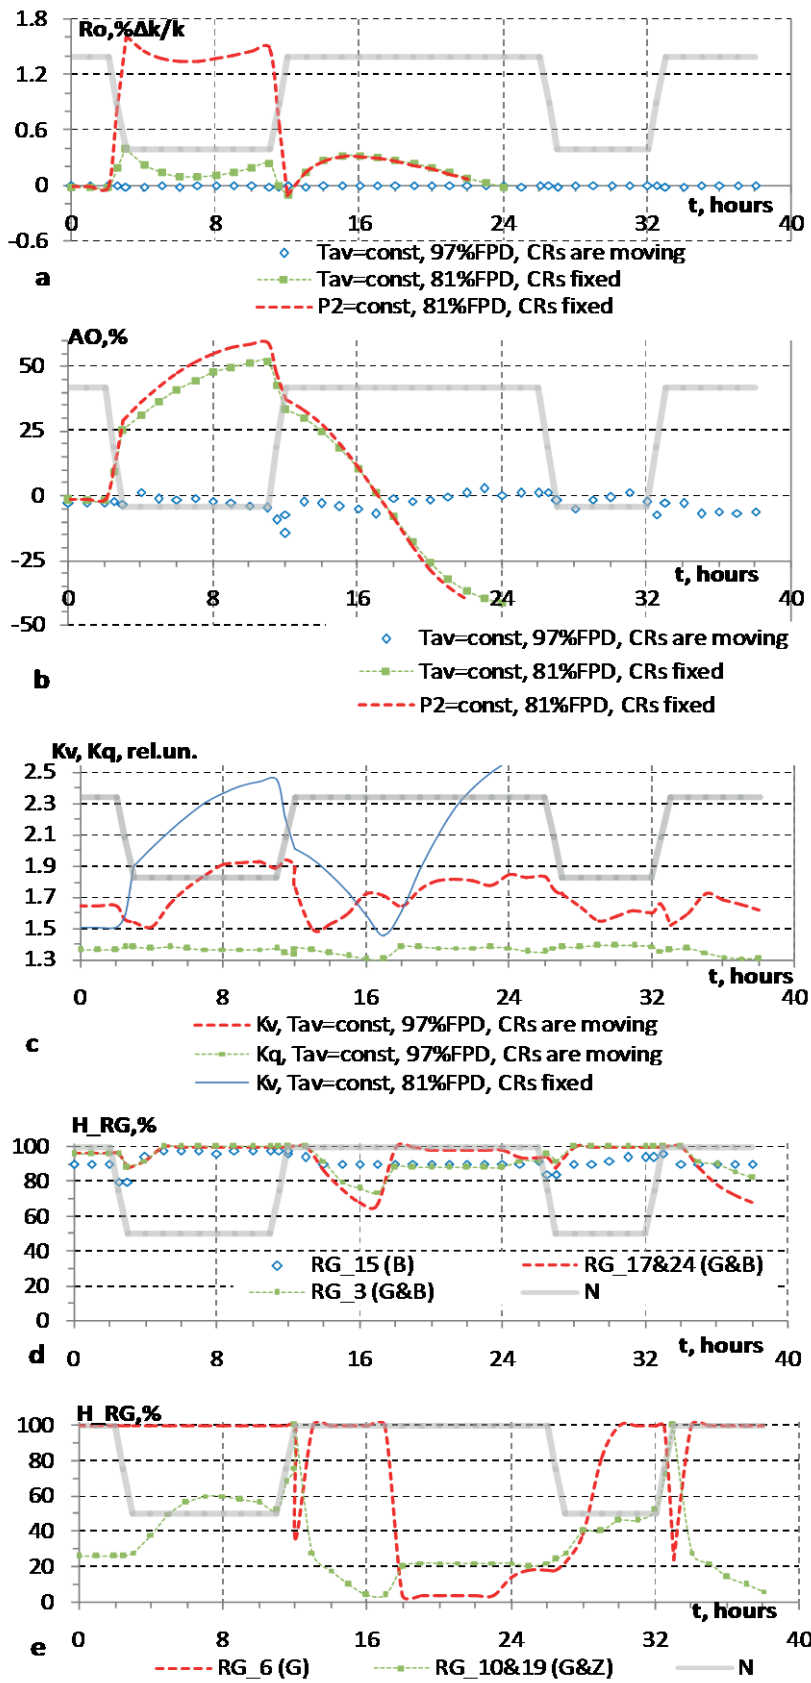 Ro,%Δk/k
1.8
1.2
0.6
0
-0.6
0 8 16 24 32 40
t, hours
Tav=const, 97%FPD, CRs are moving
Tav=const, 81%FPD, CRs fixed
P2=const, 81%FPD, CRs fixed
a
AO,%
50
25
0
-25
-50
0 8 16 24 32 40
t, hours
Tav=const, 97%FPD, CRs are moving
Tav=const, 81%FPD, CRs fixed
P2=const, 81%FPD, CRs fixed
b
Kv, Kq, rel.un.
2.5
2.3
2.1
1.9
1.7
1.5
1.3
0 8 16 24 32 40
t, hours
Kv, Tav=const, 97%FPD, CRs are moving
Kq, Tav=const, 97%FPD, CRs are moving
Kv, Tav=const, 81%FPD, CRs fixed
c
H_RG,%
100
80
60
40
20
0
RG_15 (B) RG_17&24 (G&B)
RG_3 (G&B) N
0 8 16 24 32 40
t, hours
d
H_RG,%
100
80
60
40
20
0
0 8 16 24 32 40
t, hours
e
RG_6 (G) RG_10&19 (G&Z) N